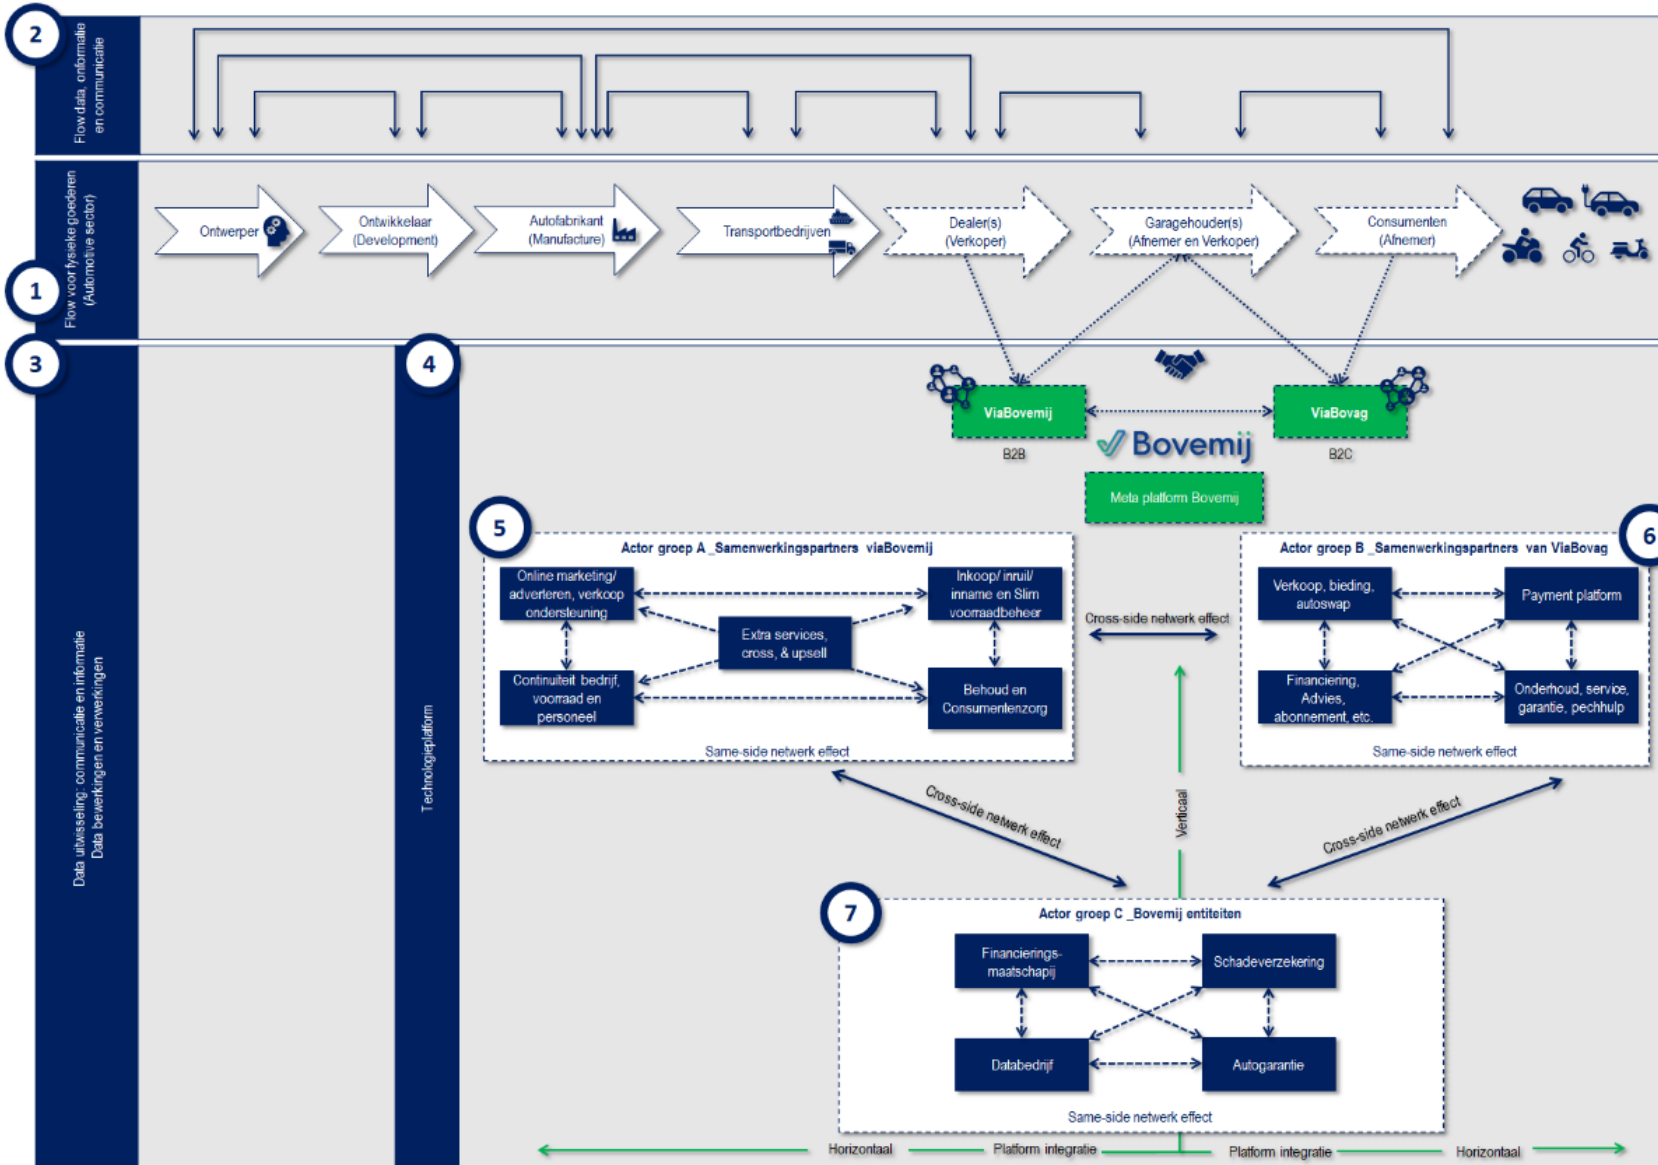 2
Flow data, onformatie
en communicatie
1
Flow voor fysieke goederen
(Automotive sector)
Ontwerper
Ontwikkelaar
(Development)
Autofabrikant
(Manufacture)
Transportbedrijven
Dealer(s)
(Verkoper)
Garagehouder(s)
(Afnemer en Verkoper)
Consumenten
(Afnemer)
3
Data uitwisseling: communicatie en informatie
Data bewerkingen en verwerkingen
4
Technologieplatform
ViaBovemij
B2B
ViaBovag
B2C
Bovemij
Meta platform Bovemij
5
Actor groep A _Samenwerkingspartners viaBovemij
Online marketing/
adverteren, verkoop
ondersteuning
Inkoop/ inruil/
inname en Slim
voorraadbeheer
Extra services,
cross, & upsell
Continuiteit bedrijf,
voorraad en
personeel
Behoud en
Consumentenzorg
Same-side netwerk effect
Cross-side netwerk effect
6
Actor groep B _Samenwerkingspartners van ViaBovag
Verkoop, bieding,
autoswap
Payment platform
Financiering,
Advies,
abonnement, etc.
Onderhoud, service,
garantie, pechhulp
Same-side netwerk effect
Cross-side netwerk effect
Verticaal
Cross-side netwerk effect
7
Actor groep C _Bovemij entiteiten
Financierings-
maatschapij
Schadeverzekering
Databedrijf
Autogarantie
Same-side netwerk effect
Horizontaal
Platform integratie
Platform integratie
Horizontaal